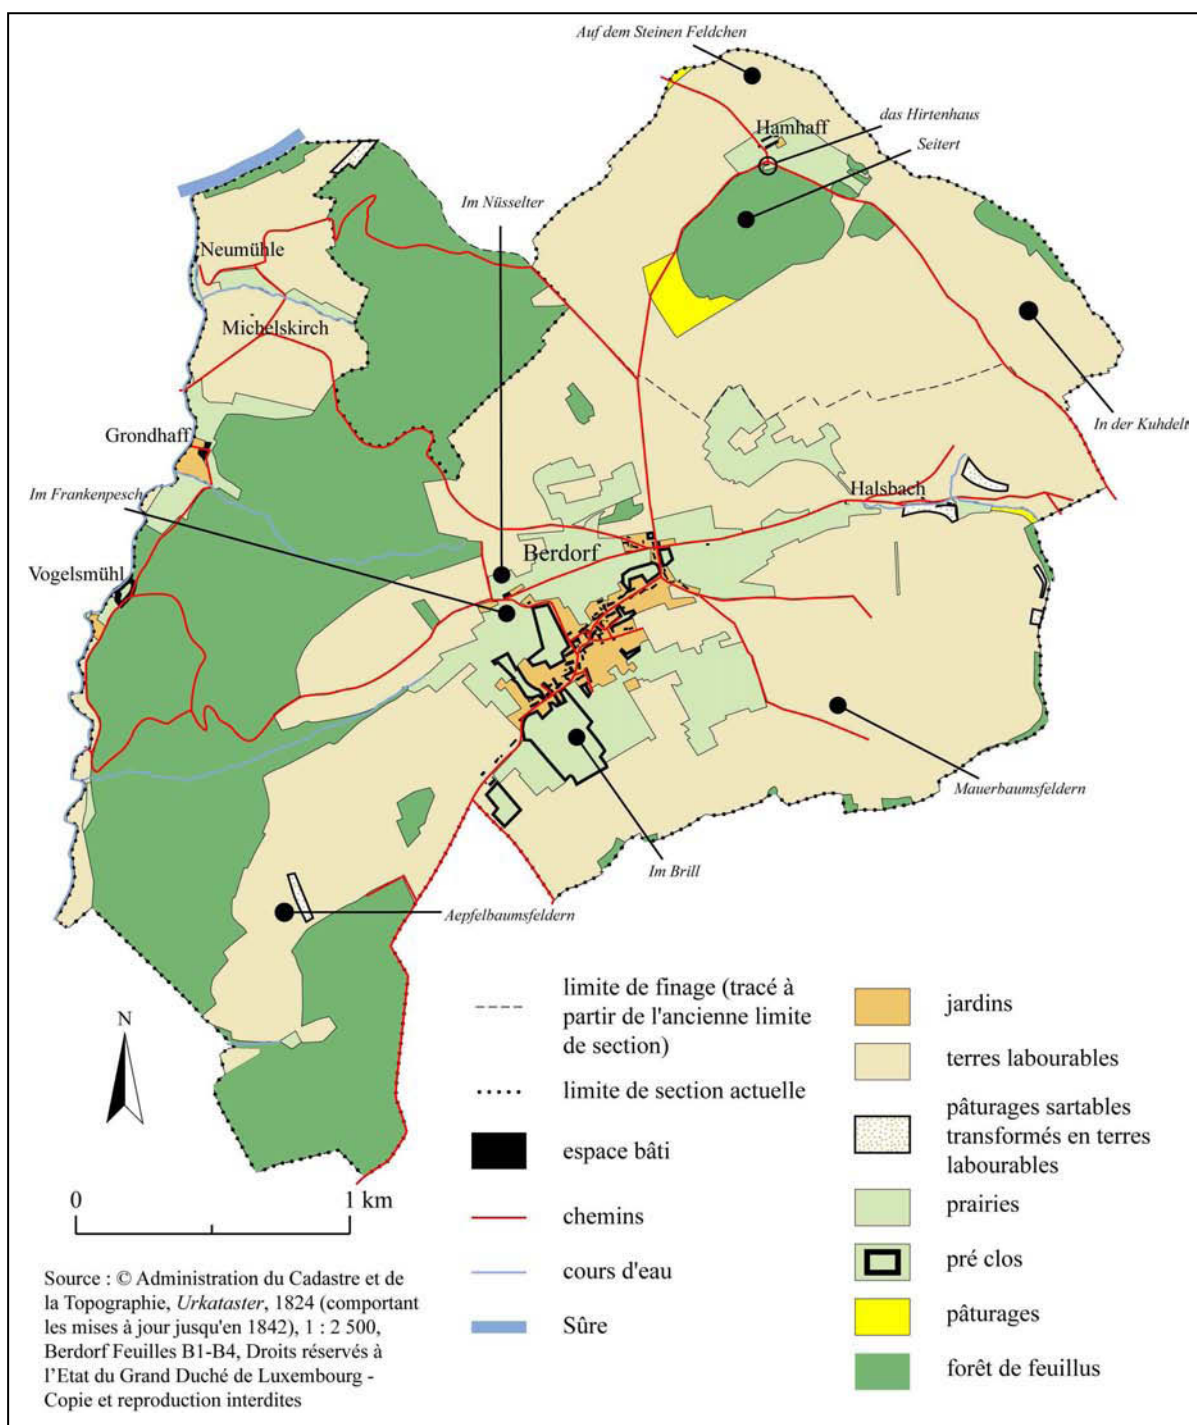 Auf dem Steinen Feldchen
das Hirtenhaus
Hamhaff
Seitert
Im Nüsselter
Neumühle
Michelskirch
In der Kuhdelt
Grondhaff
Im Frankenpesch
Halsbach
Berdorf
Vogelsmühl
Mauerbaumsfeldern
Im Brill
Aepfelbaumsfeldern
N
0 1 km
limite de finage (tracé à
partir de l'ancienne limite
de section)
limite de section actuelle
espace bâti
chemins
cours d'eau
Sûre
jardins
terres labourables
pâturages sartables
transformés en terres
labourables
prairies
pré clos
pâturages
forêt de feuillus
Source : © Administration du Cadastre et de
la Topographie, Urkataster, 1824 (comportant
les mises à jour jusqu'en 1842), 1 : 2 500,
Berdorf Feuilles B1-B4, Droits réservés à
l'Etat du Grand Duché de Luxembourg -
Copie et reproduction interdites